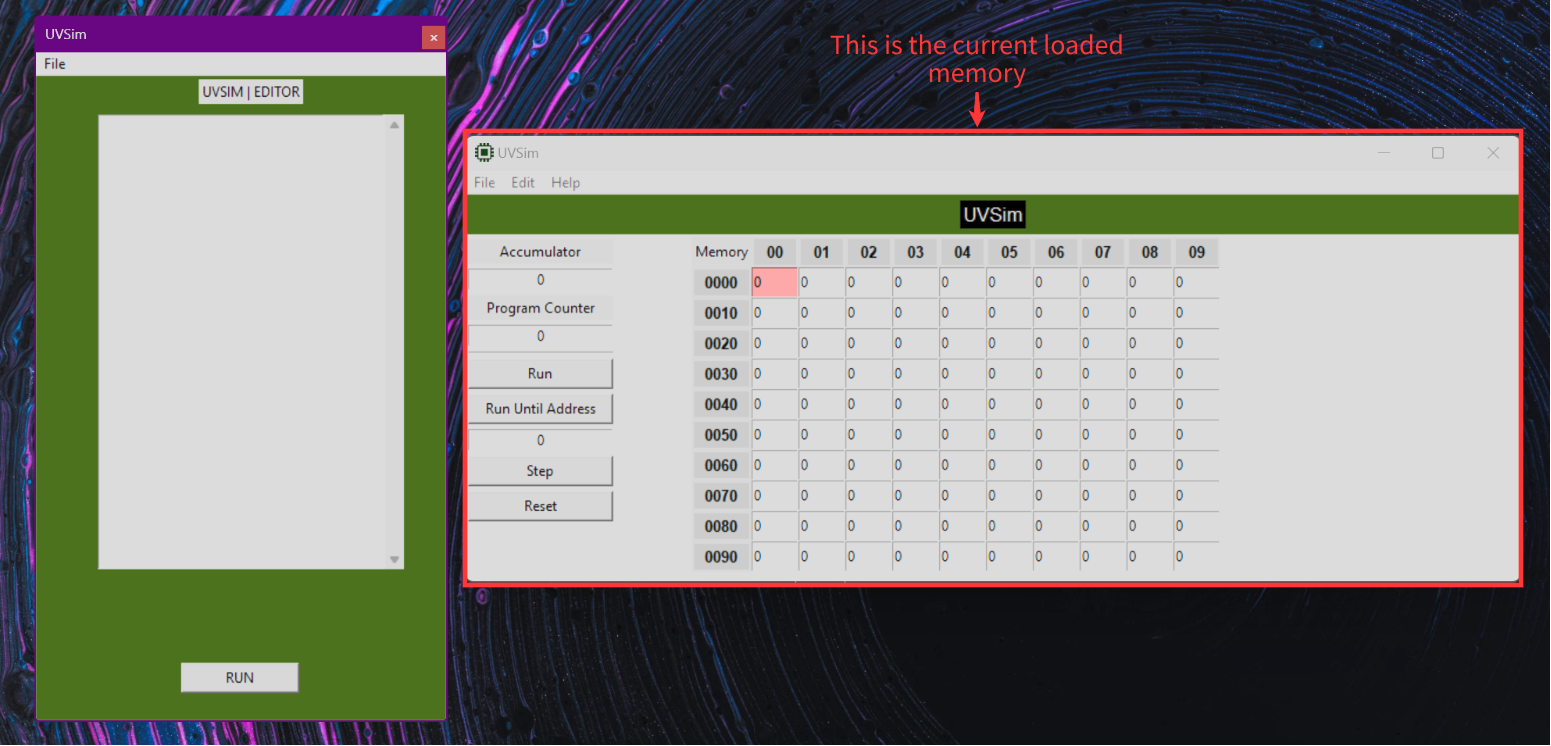 UVSim
x
File
UVSIM | EDITOR
RUN
This is the current loaded
memory
UVSim
File Edit Help
UVSim
Accumulator
0
Program Counter
0
Run
Run Until Address
0
Step
Reset
Memory 00 01 02 03 04 05 06 07 08 09
0000 0 0 0 0 0 0 0 0 0 0
0010 0 0 0 0 0 0 0 0 0 0
0020 0 0 0 0 0 0 0 0 0 0
0030 0 0 0 0 0 0 0 0 0 0
0040 0 0 0 0 0 0 0 0 0 0
0050 0 0 0 0 0 0 0 0 0 0
0060 0 0 0 0 0 0 0 0 0 0
0070 0 0 0 0 0 0 0 0 0 0
0080 0 0 0 0 0 0 0 0 0 0
0090 0 0 0 0 0 0 0 0 0 0